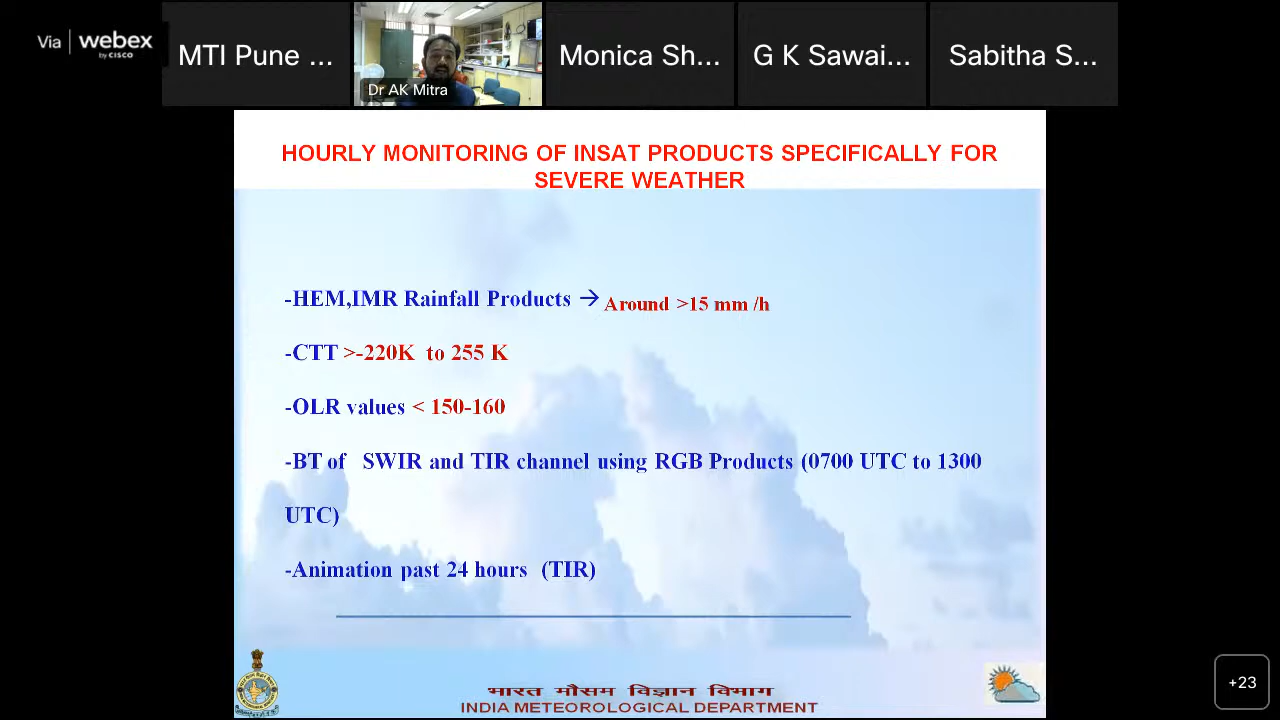 Via webex
by CISCO
MTI Pune ...
Dr AK Mitra
Monica Sh...
G K Sawai...
Sabitha S...
HOURLY MONITORING OF INSAT PRODUCTS SPECIFICALLY FOR
SEVERE WEATHER
-HEM,IMR Rainfall Products → Around >15 mm /h
-CTT >-220K to 255 K
-OLR values < 150-160
-BT of SWIR and TIR channel using RGB Products (0700 UTC to 1300
UTC)
-Animation past 24 hours (TIR)
भारत मौसम विज्ञान विभाग
INDIA METEOROLOGICAL DEPARTMENT
+23